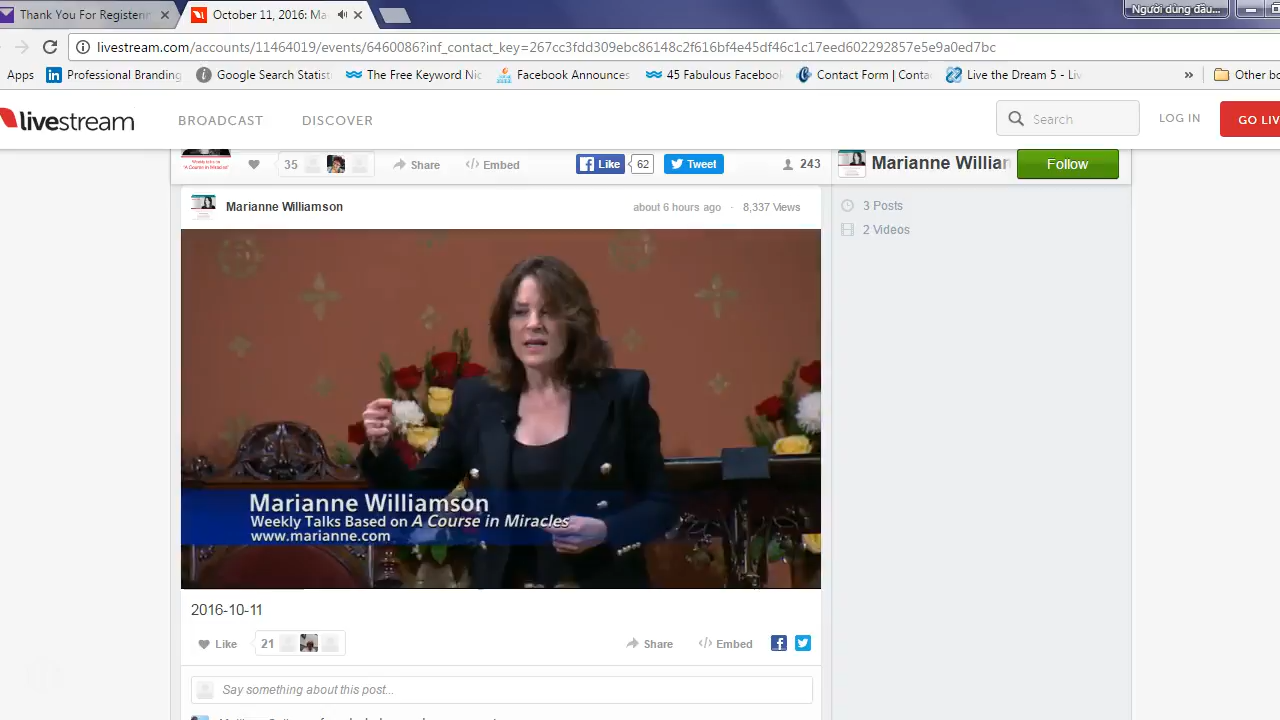 Thank You For Registenn
October 11, 2016: Ma
Người dùng đầu...
livestream.com/accounts/11464019/events/6460086?inf_contact_key=267cc3fdd309ebc86148c2f616bf4e45df46c1c17eed602292857e5e9a0ed7bc
Apps
Professional Branding
Google Search Statist
The Free Keyword Nic
Facebook Announces
45 Fabulous Facebook
Contact Form | Conta
Live the Dream 5 - Liv
»
Other bo
livestream
BROADCAST
DISCOVER
Search
LOG IN
GO LIV
35
Share
Embed
Like
62
Tweet
243
Marianne Willian
Follow
Marianne Williamson
about 6 hours ago · 8,337 Views
3 Posts
2 Videos
Marianne Williamson
Weekly Talks Based on A Course in Miracles
www.marianne.com
2016-10-11
Like
21
Share
Embed
Say something about this post...